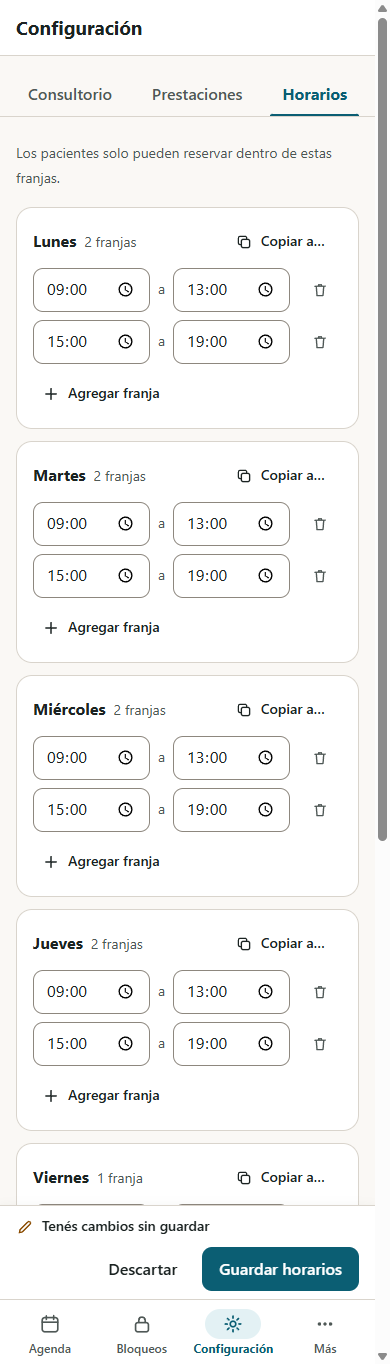 Configuración
Consultorio Prestaciones Horarios
Los pacientes solo pueden reservar dentro de estas
franjas.
Lunes 2 franjas Copiar a...
09:00 a 13:00
15:00 a 19:00
+ Agregar franja
Martes 2 franjas Copiar a...
09:00 a 13:00
15:00 a 19:00
+ Agregar franja
Miércoles 2 franjas Copiar a...
09:00 a 13:00
15:00 a 19:00
+ Agregar franja
Jueves 2 franjas Copiar a...
09:00 a 13:00
15:00 a 19:00
+ Agregar franja
Viernes 1 franja Copiar a...
Tenés cambios sin guardar
Descartar Guardar horarios
Agenda Bloqueos Configuración Más